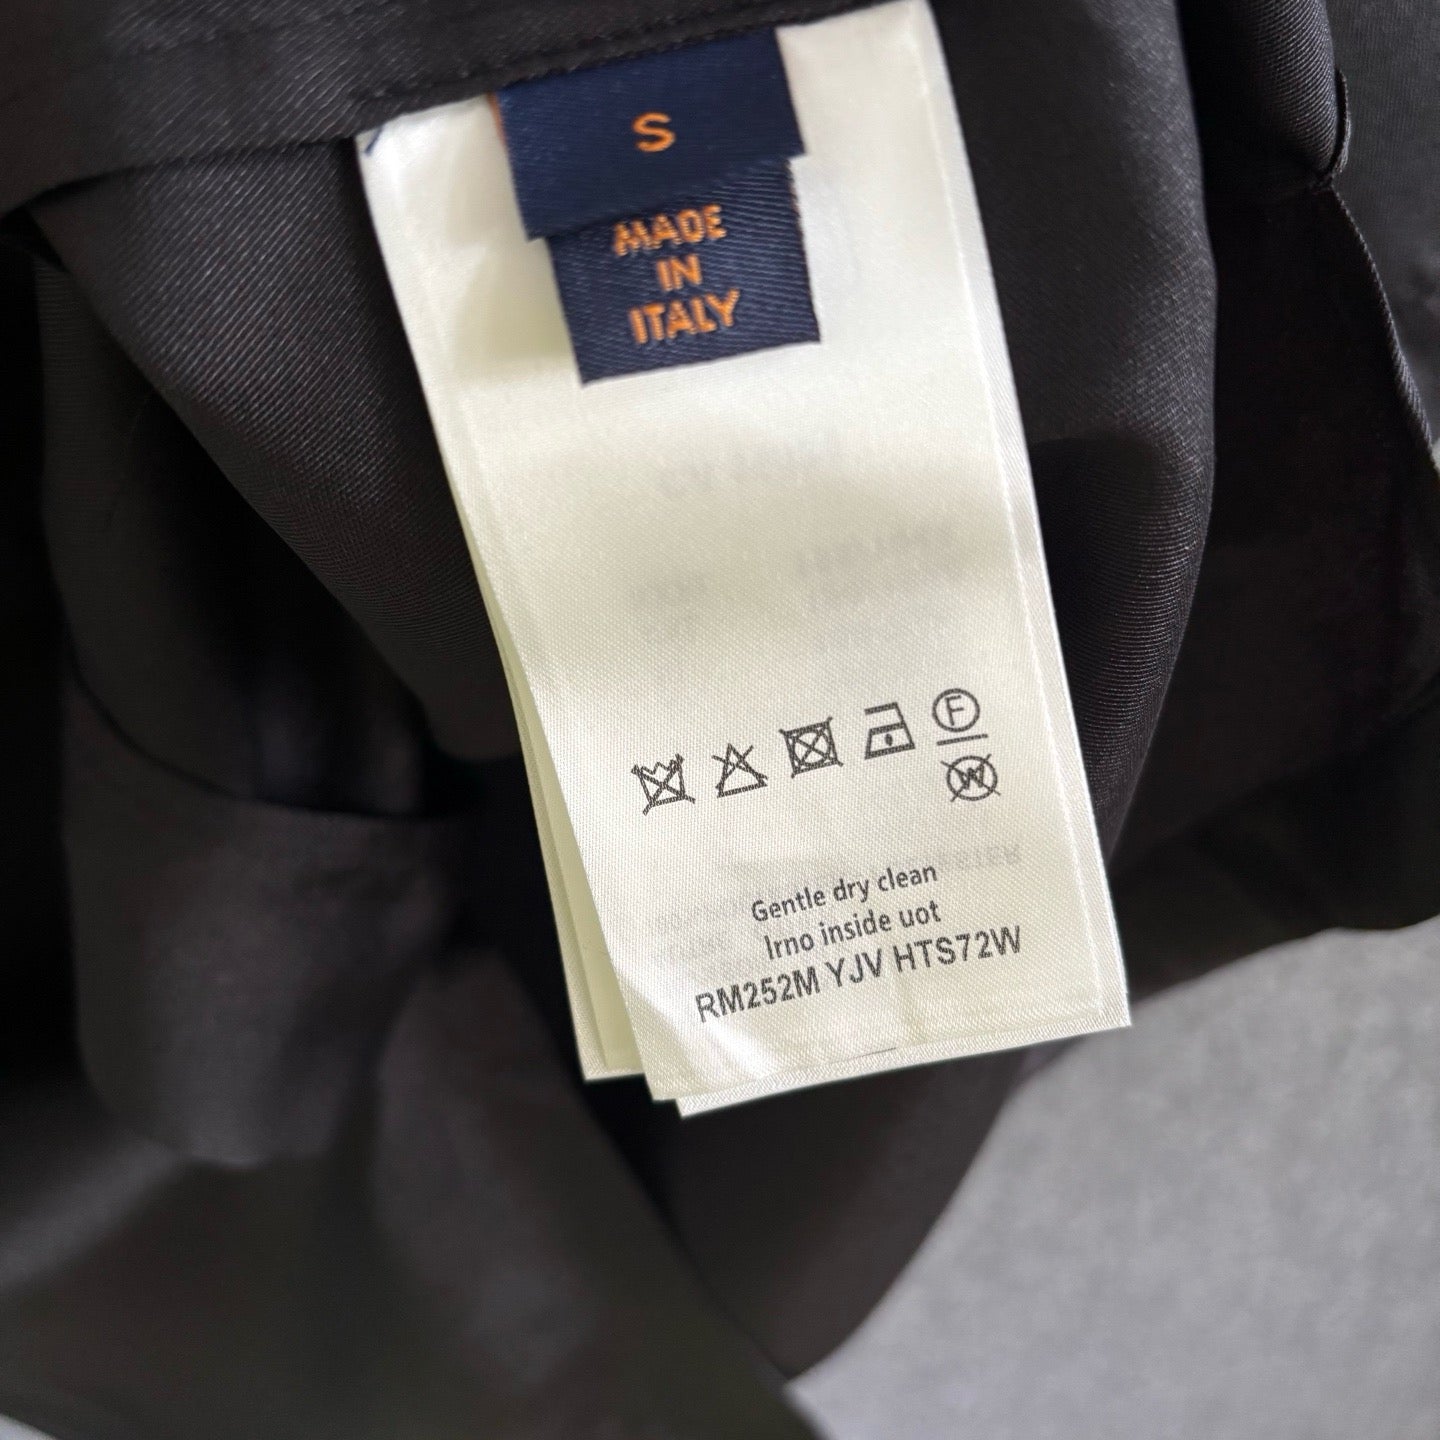 S
MADE
IN
ITALY
F
W
Gentle dry clean
Irno inside uot
RM252M YJV HTS72W